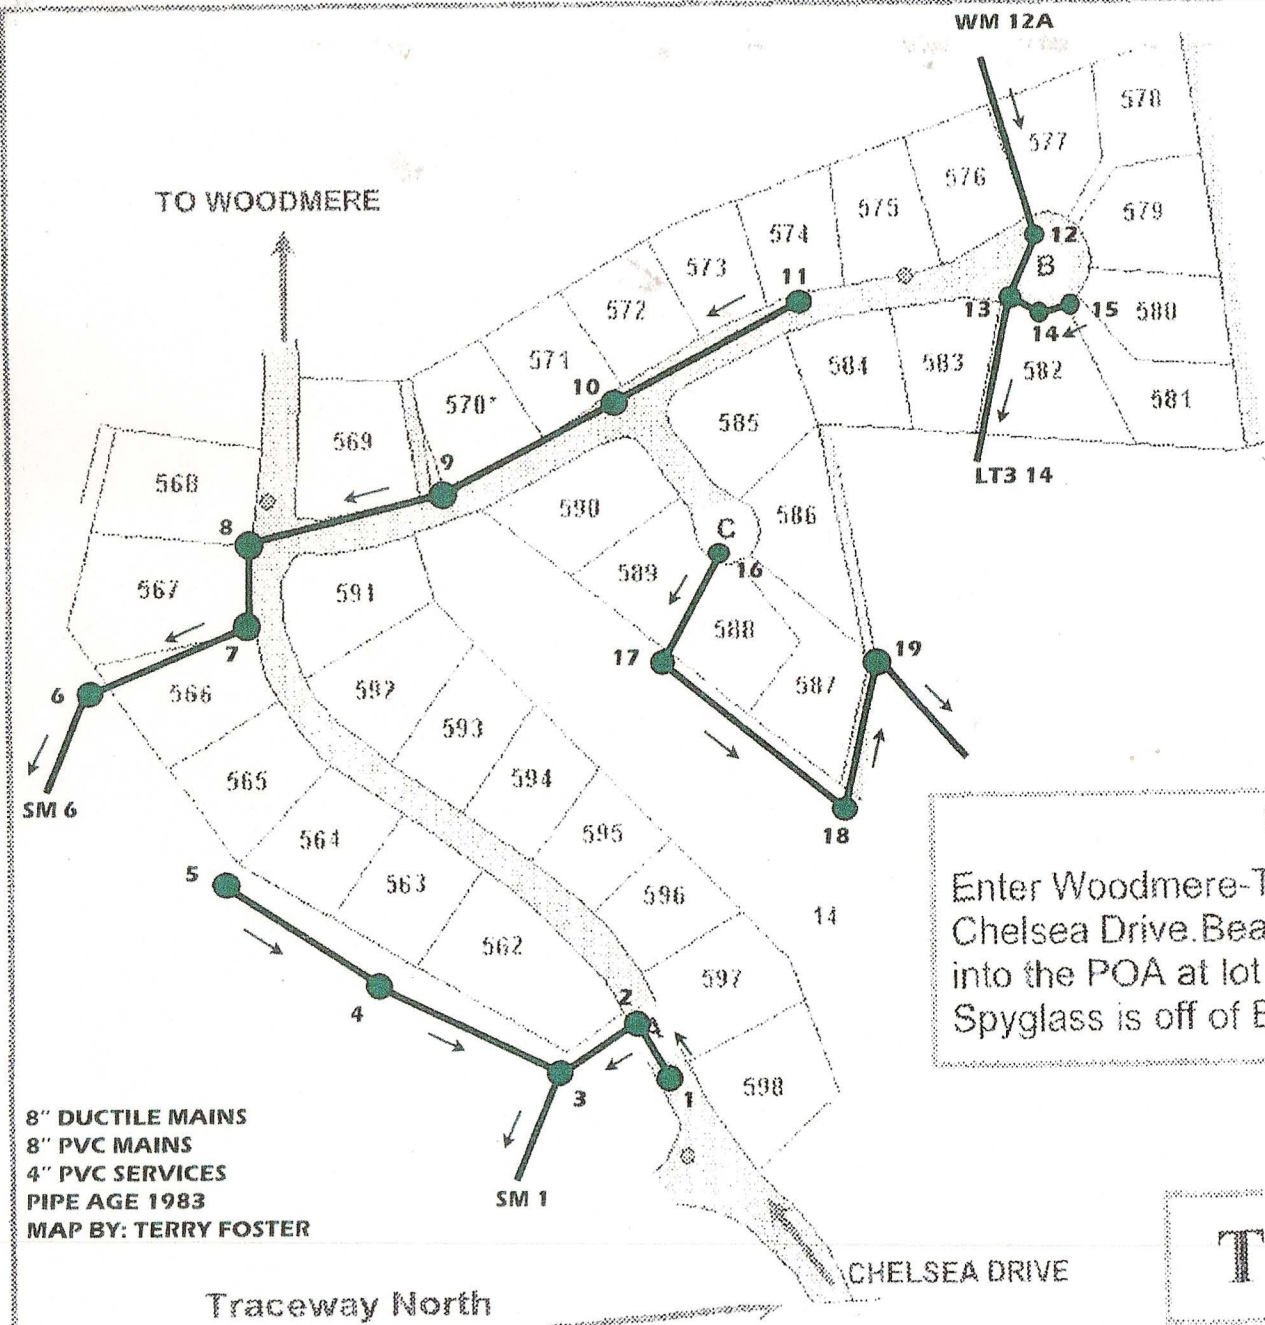 WM 12A
578
577
TO WOODMERE
576
575
579
574
12
573
B
11
572
13
15
580
14
571
584
583
582
10
570*
581
585
569
LT3 14
9
568
590
586
8
C
589
16
567
591
588
7
17
19
566
592
587
6
593
565
594
SM 6
18
564
595
5
563
596
14
Enter Woodmere-T
Chelsea Drive.Bea
into the POA at lot
Spyglass is off of
562
597
2
A
4
598
3
1
8" DUCTILE MAINS
8" PVC MAINS
4" PVC SERVICES
PIPE AGE 1983
MAP BY: TERRY FOSTER
SM 1
T
CHELSEA DRIVE
Traceway North